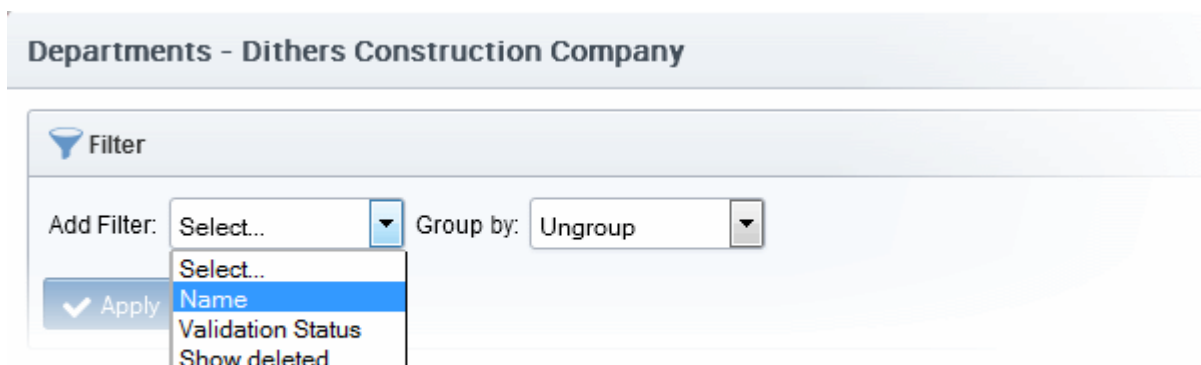 Departments - Dithers Construction Company
Filter
Add Filter: Select... Group by: Ungroup
Select...
Apply Name
Validation Status
Show deleted